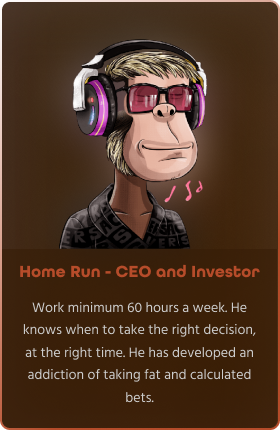 Home Run - CEO and Investor
Work minimum 60 hours a week. He
knows when to take the right decision,
at the right time. He has developed an
addiction of taking fat and calculated
bets.